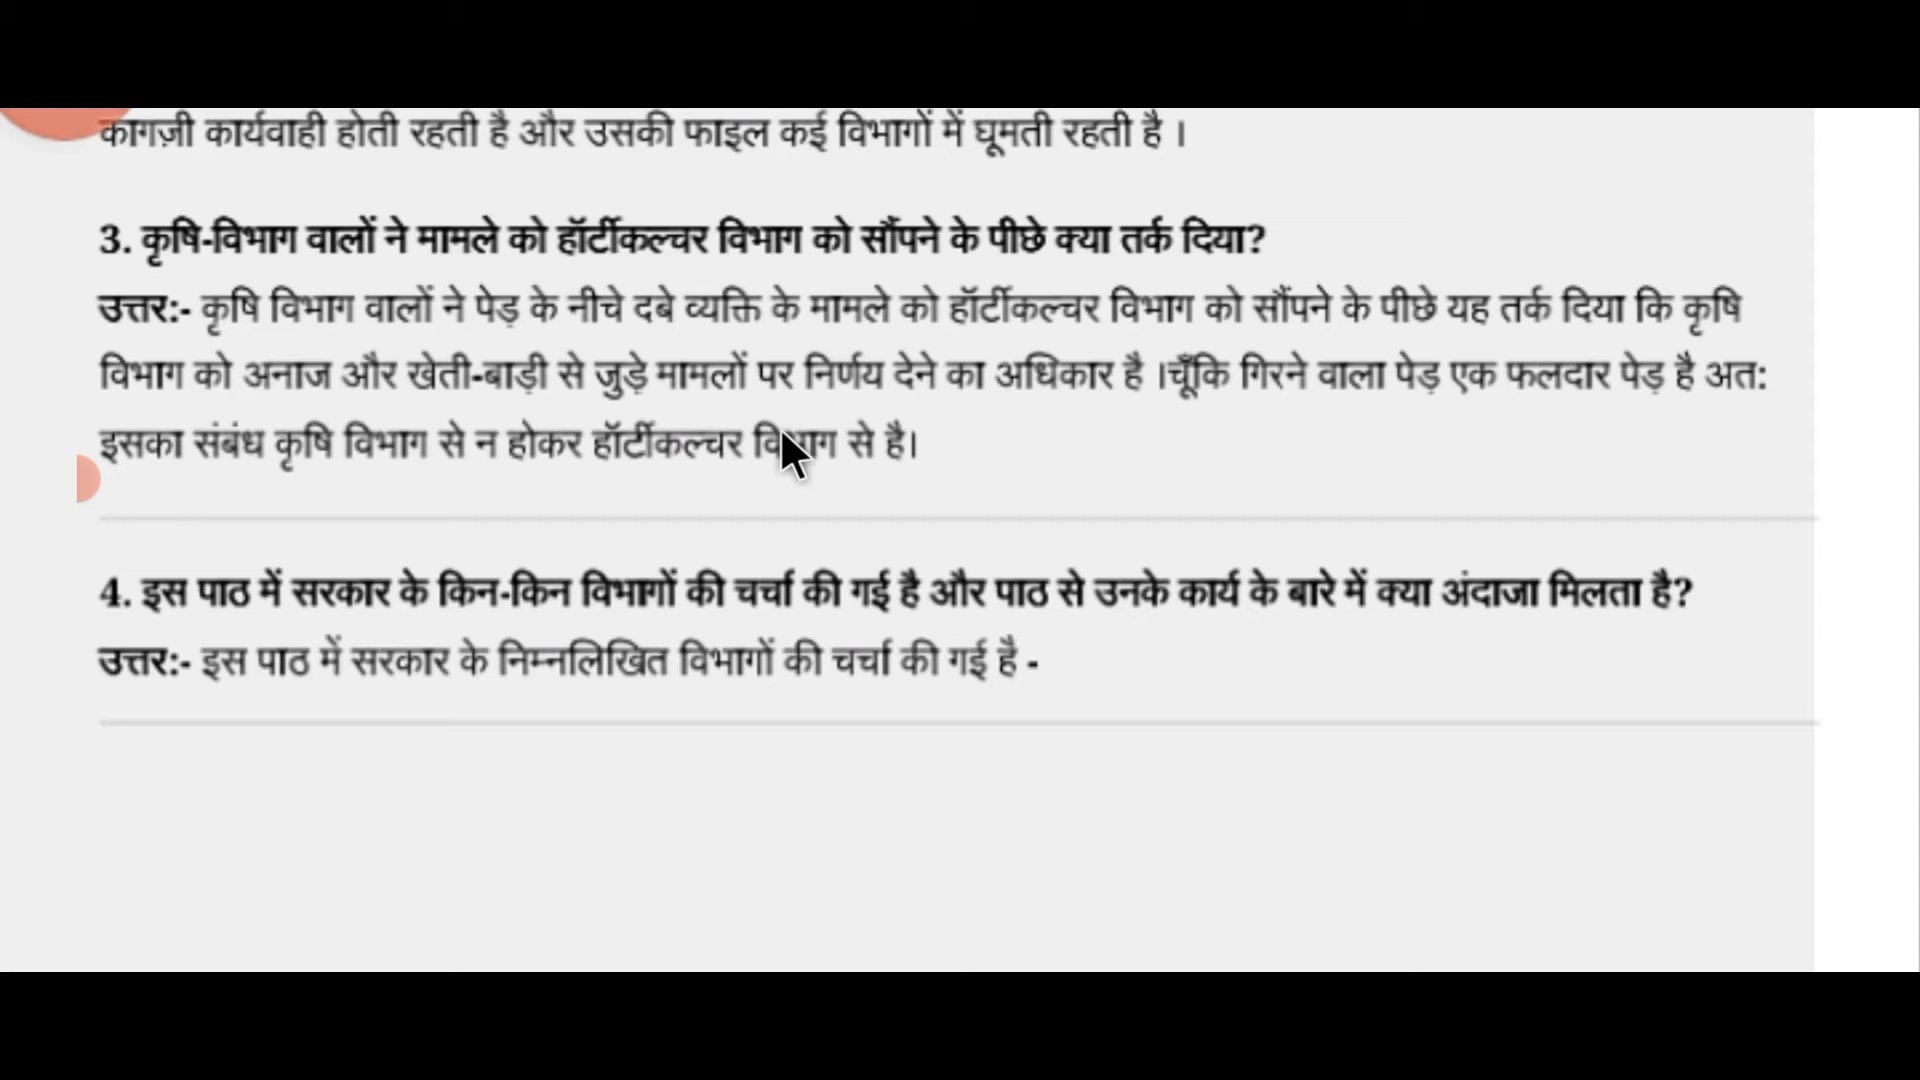 कागज़ी कार्यवाही होती रहती है और उसकी फाइल कई विभागों में घूमती रहती है ।
3. कृषि-विभाग वालों ने मामले को हॉर्टीकल्चर विभाग को सौंपने के पीछे क्या तर्क दिया?
उत्तर:- कृषि विभाग वालों ने पेड़ के नीचे दबे व्यक्ति के मामले को हॉर्टीकल्चर विभाग को सौंपने के पीछे यह तर्क दिया कि कृषि
विभाग को अनाज और खेती-बाड़ी से जुड़े मामलों पर निर्णय देने का अधिकार है ।चूँकि गिरने वाला पेड़ एक फलदार पेड़ है अत:
इसका संबंध कृषि विभाग से न होकर हॉर्टीकल्चर विभाग से है।
4. इस पाठ में सरकार के किन-किन विभागों की चर्चा की गई है और पाठ से उनके कार्य के बारे में क्या अंदाजा मिलता है?
उत्तर:- इस पाठ में सरकार के निम्नलिखित विभागों की चर्चा की गई है -